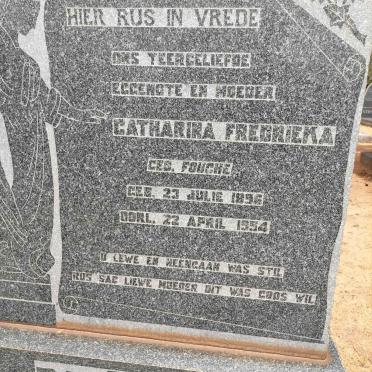 HIER RUS IN VREDE
ONS TEERGELIEFDE
EGGENOTE EN MOEDER
CATHARINA FREDRIEKA
GEB. FOUCHE
GEB. 23 JULIE 1896
OORL. 22 APRIL 1954
U LEWE EN HEENGAAN WAS STIL
RUS SAG LIEWE MOEDER DIT WAS GODS WIL